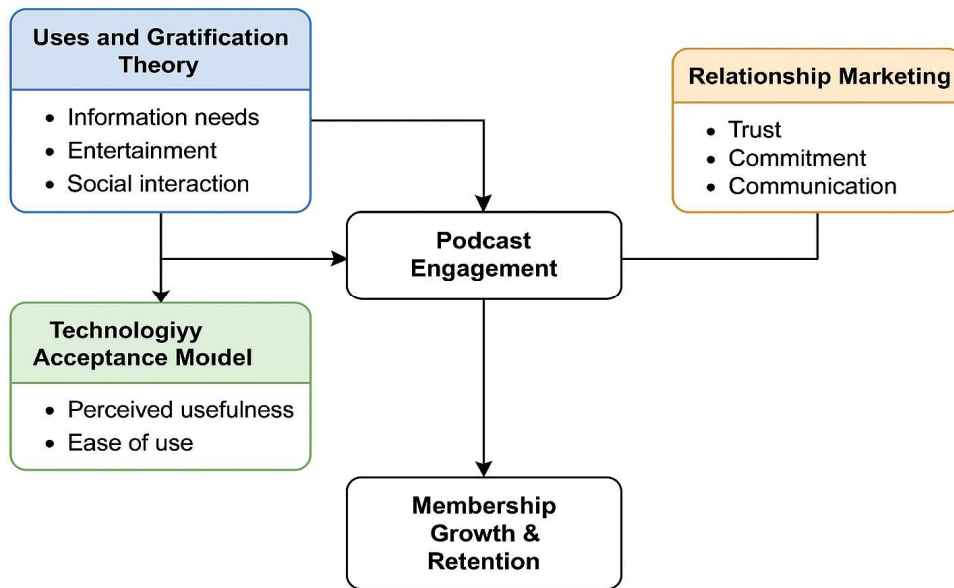 Uses and Gratification
Theory
• Information needs
• Entertainment
• Social interaction
Relationship Marketing
• Trust
• Commitment
• Communication
Podcast
Engagement
Technologiyy
Acceptance Moıdel
• Perceived usefulness
• Ease of use
Membership
Growth &
Retention